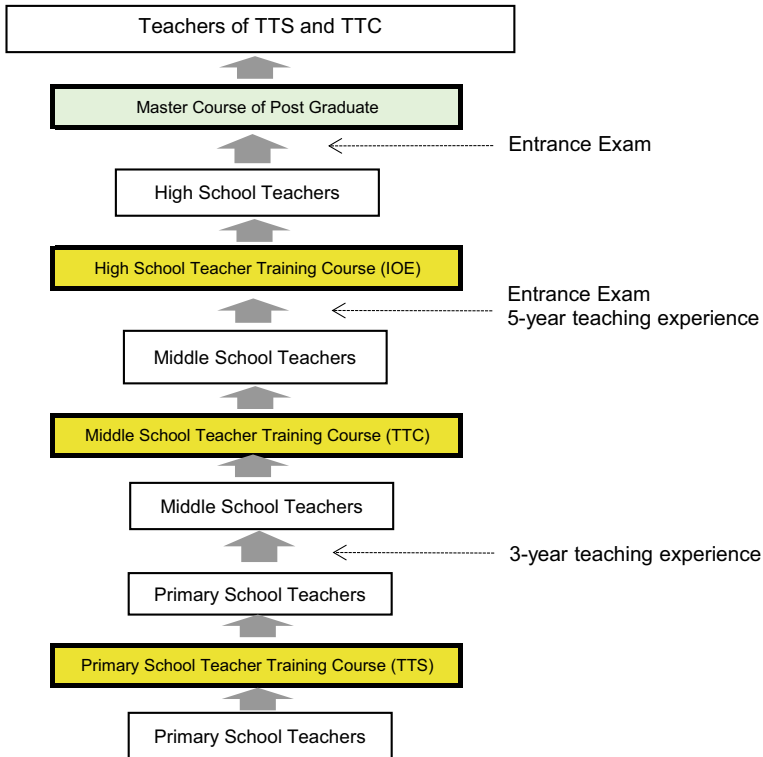 Teachers of TTS and TTC
Master Course of Post Graduate
Entrance Exam
High School Teachers
High School Teacher Training Course (IOE)
Entrance Exam
5-year teaching experience
Middle School Teachers
Middle School Teacher Training Course (TTC)
Middle School Teachers
3-year teaching experience
Primary School Teachers
Primary School Teacher Training Course (TTS)
Primary School Teachers